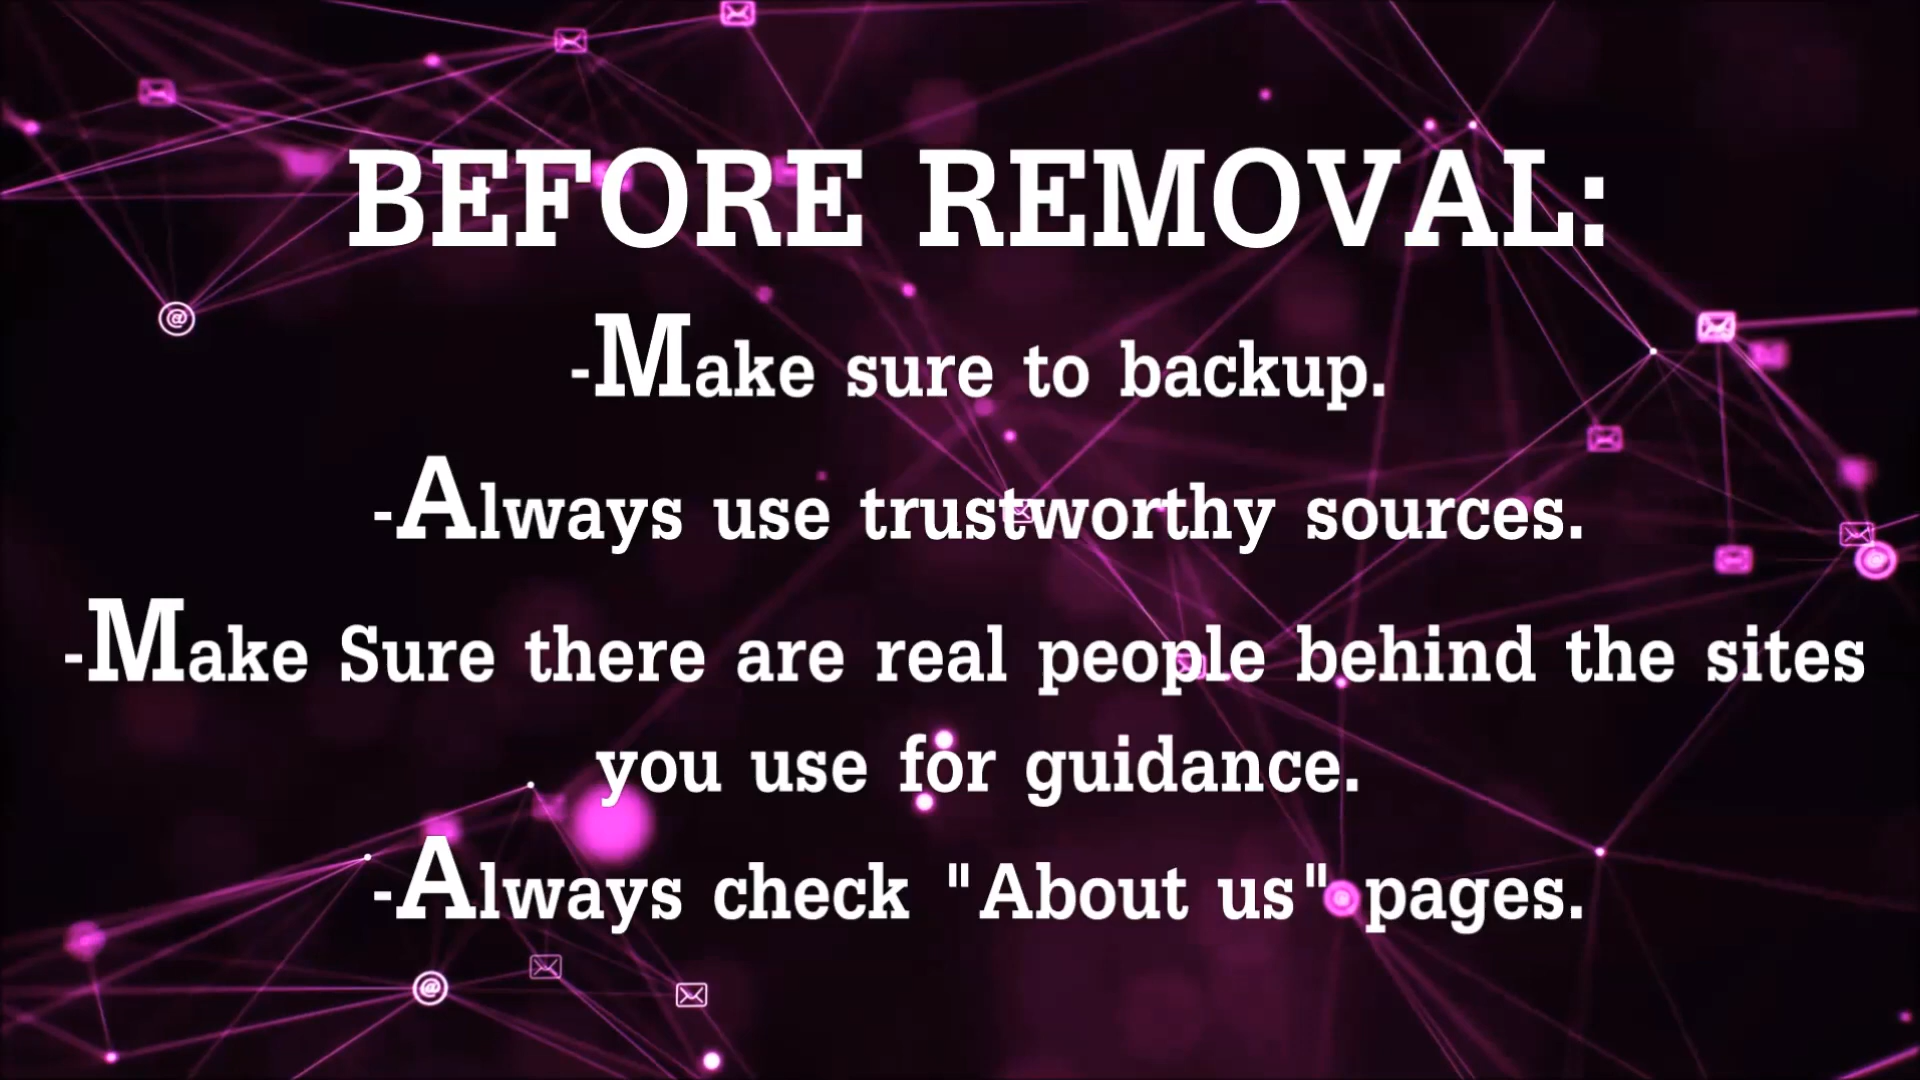 BEFORE REMOVAL:
-Make sure to backup.
-Always use trustworthy sources.
-Make Sure there are real people behind the sites
you use for guidance.
-Always check "About us" pages.